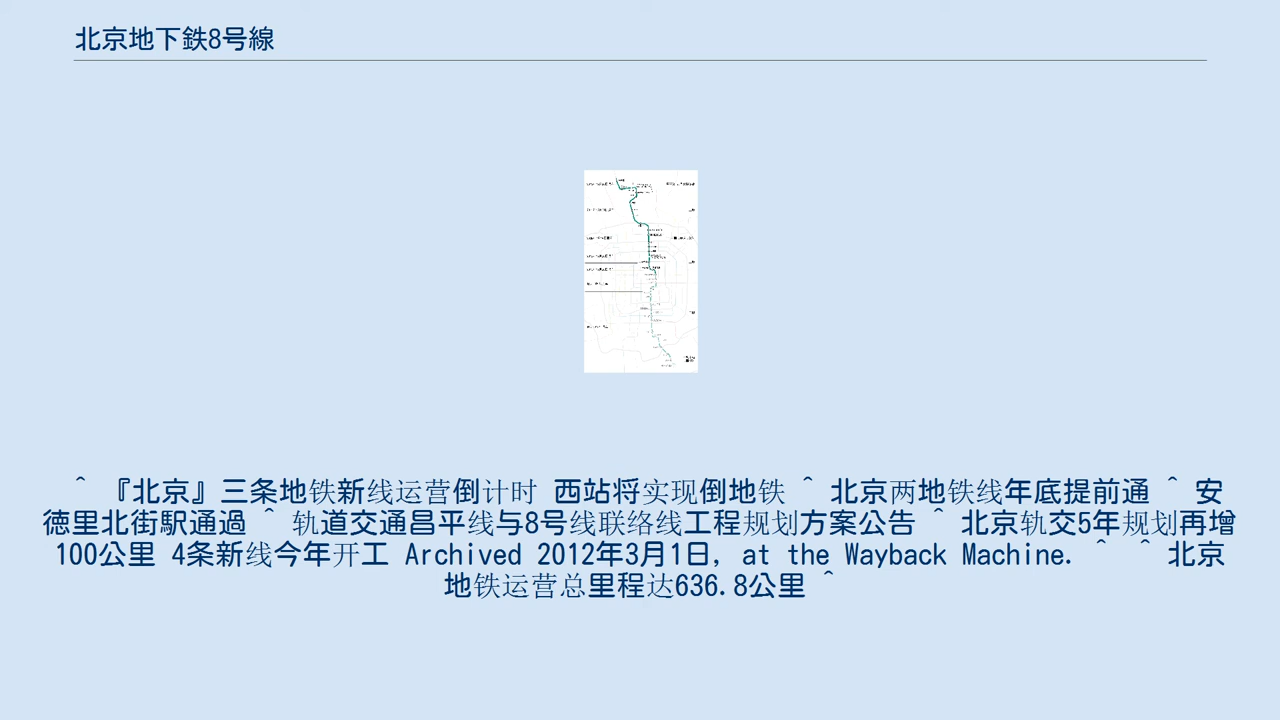 北京地下鉄8号線
^ 『北京』三条地铁新线运营倒计时 西站将实现倒地铁 ^ 北京两地铁线年底提前通 ^ 安
徳里北街駅通過 ^ 轨道交通昌平线与8号线联络线工程规划方案公告 ^ 北京轨交5年规划再增
100公里 4条新线今年开工 Archived 2012年3月1日, at the Wayback Machine. ^ ^ 北京
地铁运营总里程达636.8公里 ^